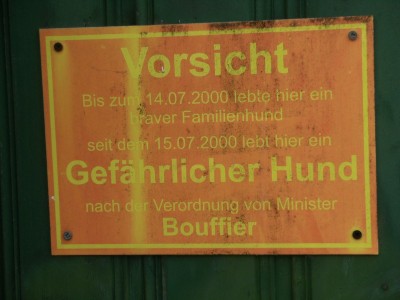 Vorsicht
Bis zum 14.07.2000 lebte hier ein
braver Familienhund
seit dem 15.07.2000 lebt hier ein
Gefährlicher Hund
nach der Verordnung von Minister
Bouffier